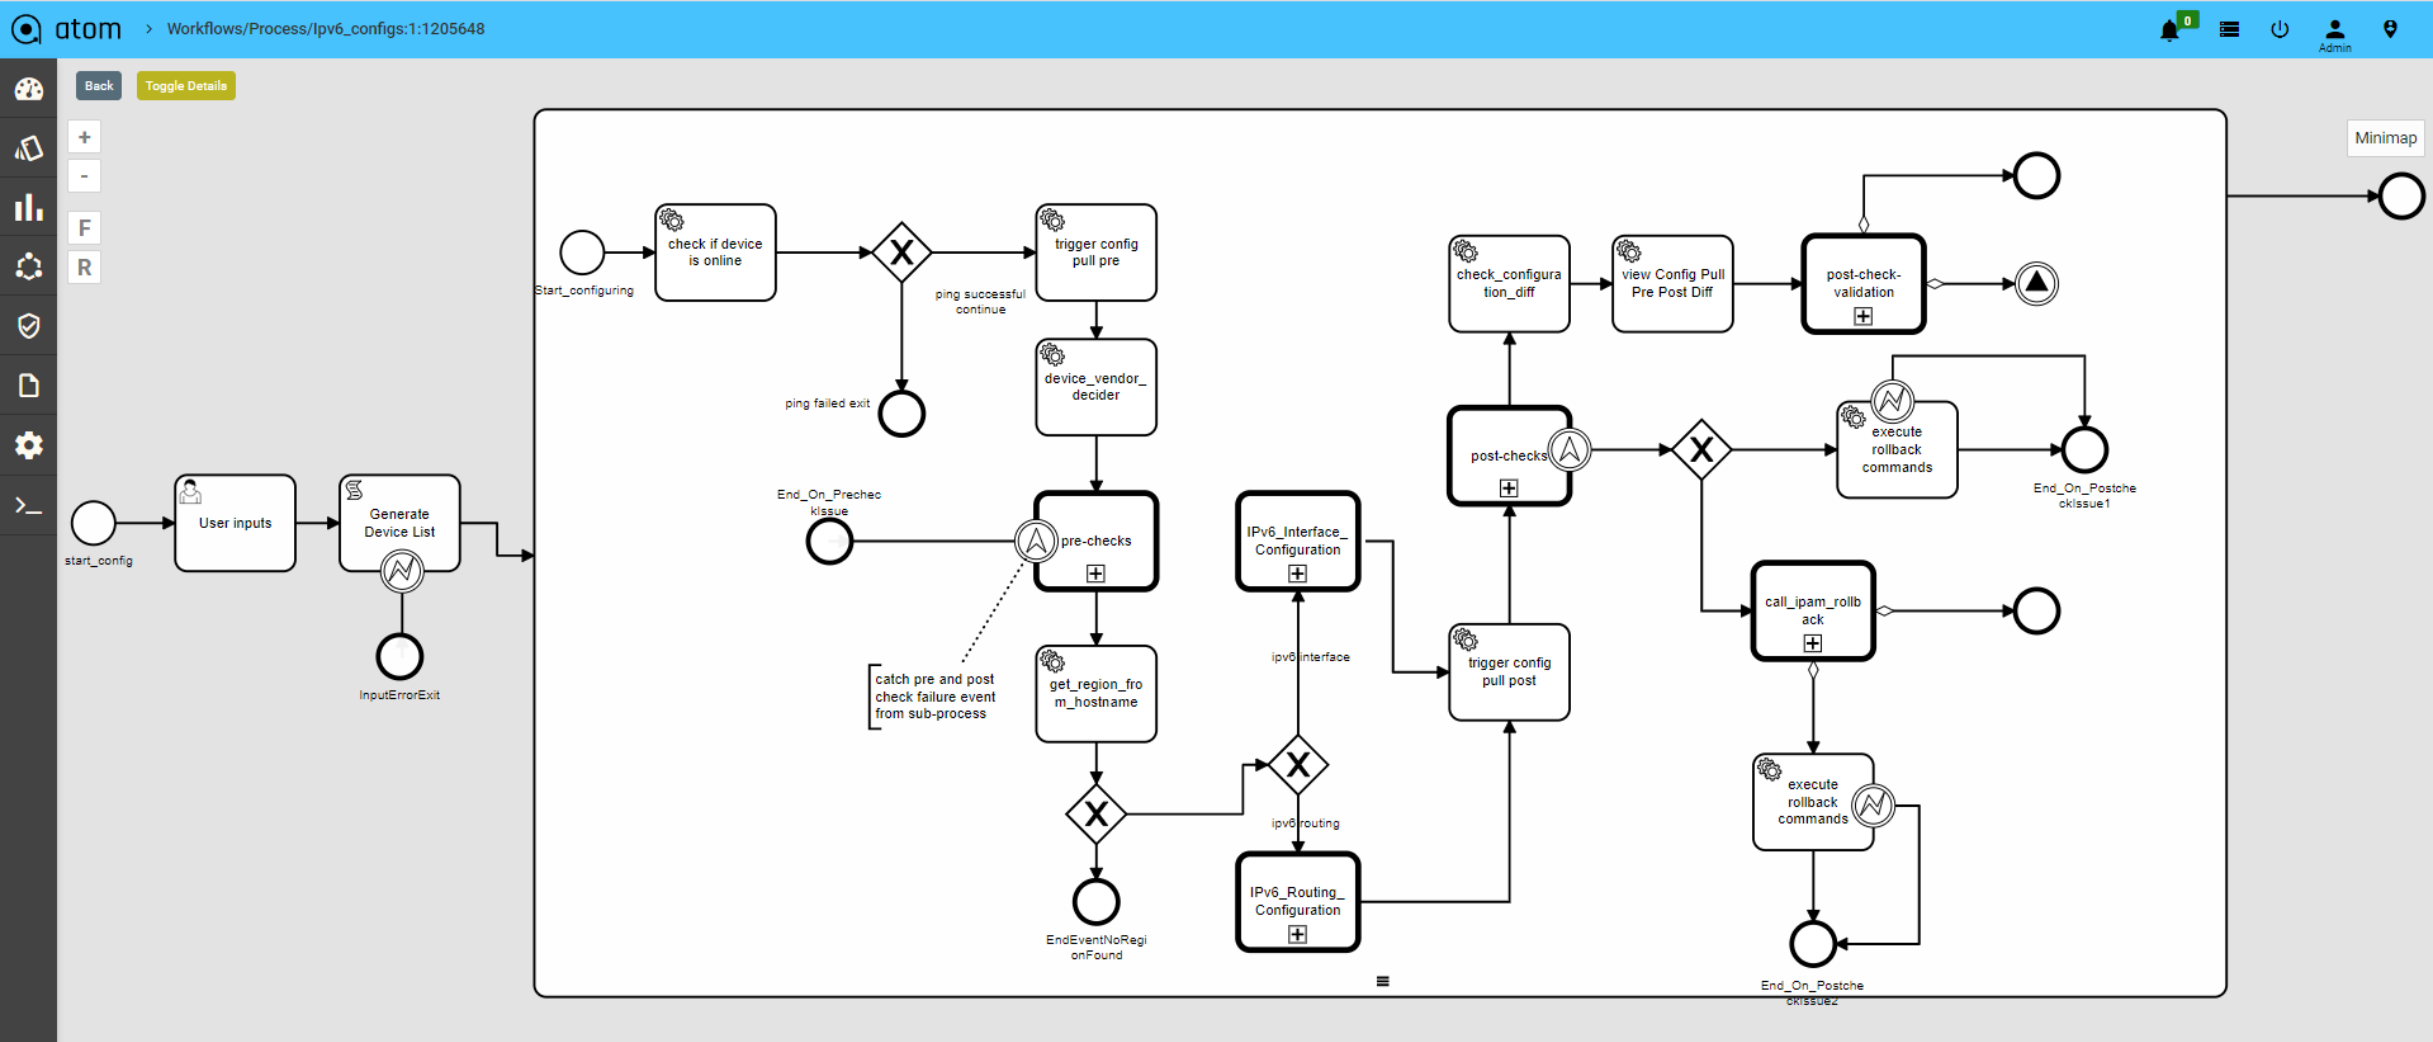 atom
Workflows/Process/Ipv6_configs:1:1205648
0
Admin
Back
Toggle Details
+
-
F
R
Minimap
start_config
User inputs
Generate
Device List
InputErrorExit
Start_configuring
check if device
is online
ping successful
continue
ping failed exit
trigger config
pull pre
device_vendor_
decider
End_On_Prechec
kIssue
pre-checks
catch pre and post
check failure event
from sub-process
get_region_fro
m_hostname
EndEventNoRegi
onFound
IPv6_Interface_
Configuration
ipv6 interface
ipv6 routing
IPv6_Routing_
Configuration
trigger config
pull post
post-checks
check_configura
tion_diff
view Config Pull
Pre Post Diff
post-check-
validation
execute
rollback
commands
End_On_Postche
ckIssue1
call_ipam_rollb
ack
execute
rollback
commands
End_On_Postche
ckIssue2